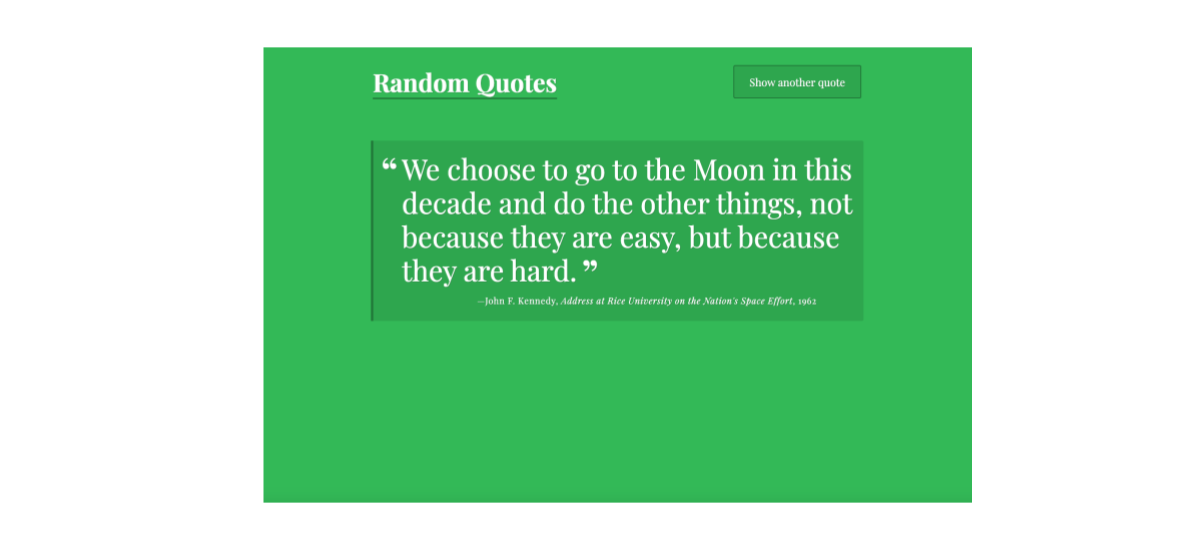 Random Quotes
Show another quote
“ We choose to go to the Moon in this
decade and do the other things, not
because they are easy, but because
they are hard. ”
—John F. Kennedy, Address at Rice University on the Nation's Space Effort, 1962